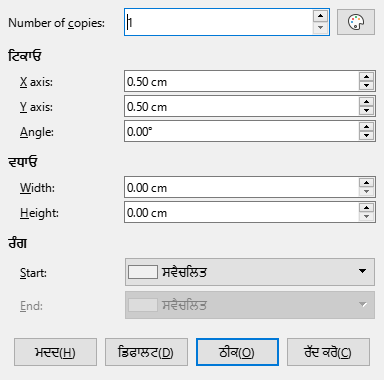 Number of copies: 1
ਟਿਕਾਓ
X axis: 0.50 cm
Y axis: 0.50 cm
Angle: 0.00°
ਵਧਾਓ
Width: 0.00 cm
Height: 0.00 cm
ਰੰਗ
Start: ਸਵੈਚਲਿਤ
End: ਸਵੈਚਲਿਤ
ਮਦਦ(H) ਡਿਫਾਲਟ(D) ਠੀਕ(O) ਰੱਦ ਕਰੋ(C)